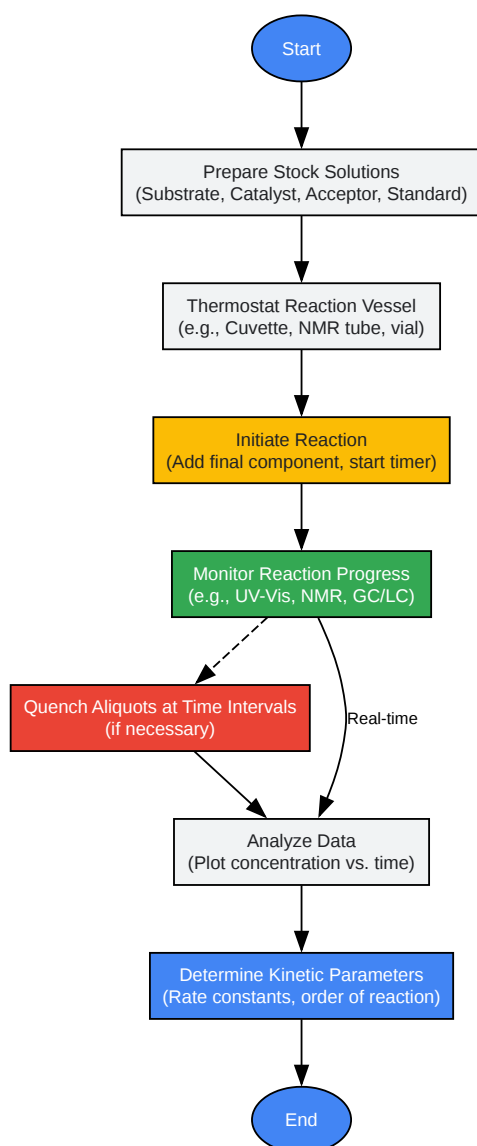 Start
Prepare Stock Solutions
(Substrate, Catalyst, Acceptor, Standard)
Thermostat Reaction Vessel
(e.g., Cuvette, NMR tube, vial)
Initiate Reaction
(Add final component, start timer)
Monitor Reaction Progress
(e.g., UV-Vis, NMR, GC/LC)
Quench Aliquots at Time Intervals
(if necessary)
Real-time
Analyze Data
(Plot concentration vs. time)
Determine Kinetic Parameters
(Rate constants, order of reaction)
End